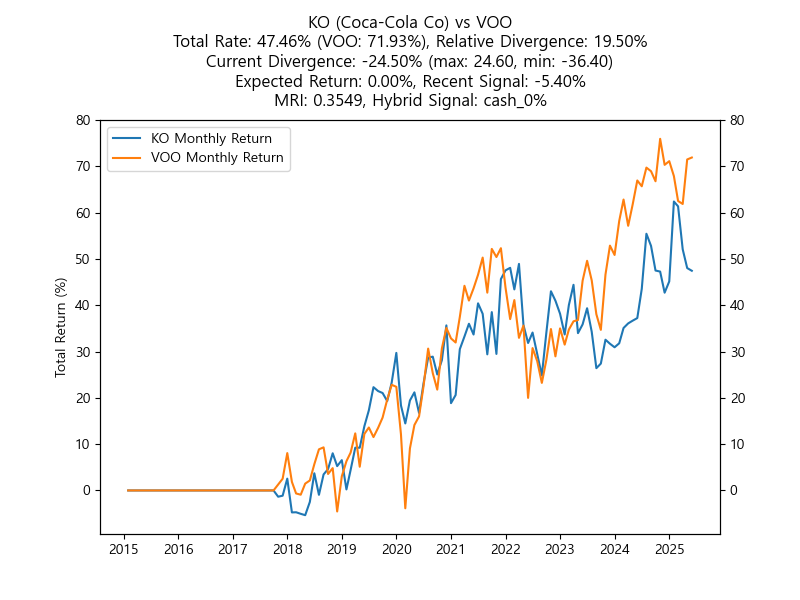 KO (Coca-Cola Co) vs VOO
Total Rate: 47.46% (VOO: 71.93%), Relative Divergence: 19.50%
Current Divergence: -24.50% (max: 24.60, min: -36.40)
Expected Return: 0.00%, Recent Signal: -5.40%
MRI: 0.3549, Hybrid Signal: cash_0%
KO Monthly Return
VOO Monthly Return
Total Return (%)
80
70
60
50
40
30
20
10
0
80
70
60
50
40
30
20
10
0
2015 2016 2017 2018 2019 2020 2021 2022 2023 2024 2025